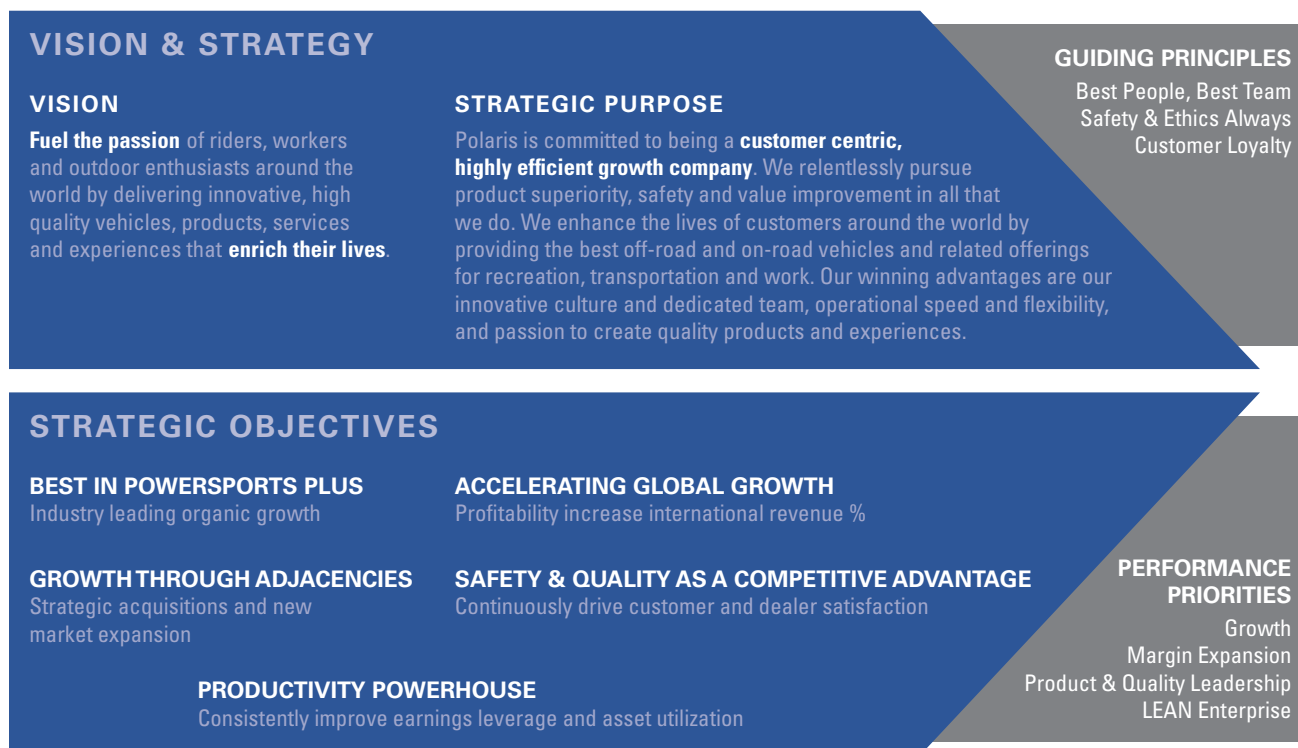 VISION & STRATEGY
VISION
Fuel the passion of riders, workers
and outdoor enthusiasts around the
world by delivering innovative, high
quality vehicles, products, services
and experiences that enrich their lives.
STRATEGIC PURPOSE
Polaris is committed to being a customer centric,
highly efficient growth company. We relentlessly pursue
product superiority, safety and value improvement in all that
we do. We enhance the lives of customers around the world by
providing the best off-road and on-road vehicles and related offerings
for recreation, transportation and work. Our winning advantages are our
innovative culture and dedicated team, operational speed and flexibility,
and passion to create quality products and experiences.
GUIDING PRINCIPLES
Best People, Best Team
Safety & Ethics Always
Customer Loyalty
STRATEGIC OBJECTIVES
BEST IN POWERSPORTS PLUS
Industry leading organic growth
ACCELERATING GLOBAL GROWTH
Profitability increase international revenue %
GROWTH THROUGH ADJACENCIES
Strategic acquisitions and new
market expansion
SAFETY & QUALITY AS A COMPETITIVE ADVANTAGE
Continuously drive customer and dealer satisfaction
PRODUCTIVITY POWERHOUSE
Consistently improve earnings leverage and asset utilization
PERFORMANCE
PRIORITIES
Growth
Margin Expansion
Product & Quality Leadership
LEAN Enterprise